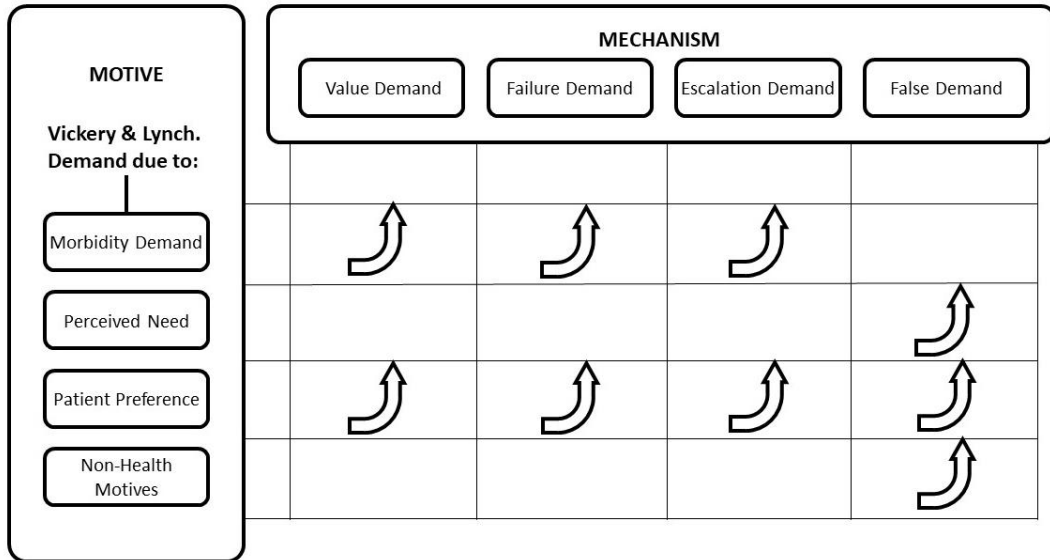 MOTIVE
Vickery & Lynch.
Demand due to:
Morbidity Demand
Perceived Need
Patient Preference
Non-Health
Motives
MECHANISM
Value Demand
Failure Demand
Escalation Demand
False Demand